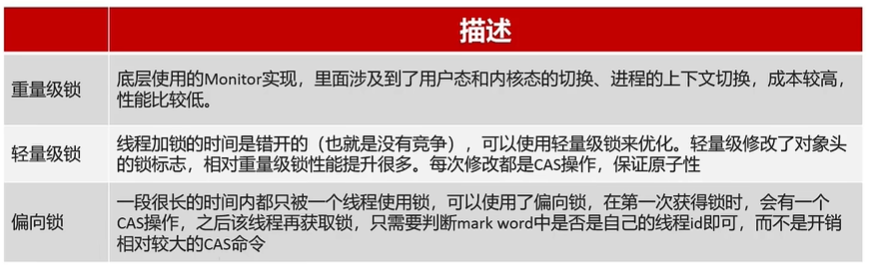 描述
重量级锁
底层使用的Monitor实现，里面涉及到了用户态和内核态的切换、进程的上下文切换，成本较高，
性能比较低。
轻量级锁
线程加锁的时间是错开的（也就是没有竞争），可以使用轻量级锁来优化。轻量级修改了对象头
的锁标志，相对重量级锁性能提升很多。每次修改都是CAS操作，保证原子性
偏向锁
一段很长的时间内都只被一个线程使用锁，可以使用了偏向锁，在第一次获得锁时，会有一个
CAS操作，之后该线程再获取锁，只需要判断mark word中是否是自己的线程id即可，而不是开销
相对较大的CAS命令